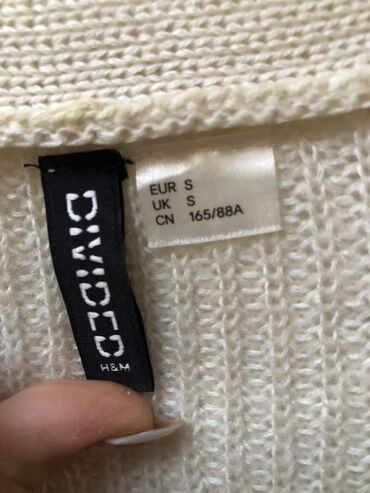 DIVIDED
H&M
EUR S
UK S
CN 165/88A